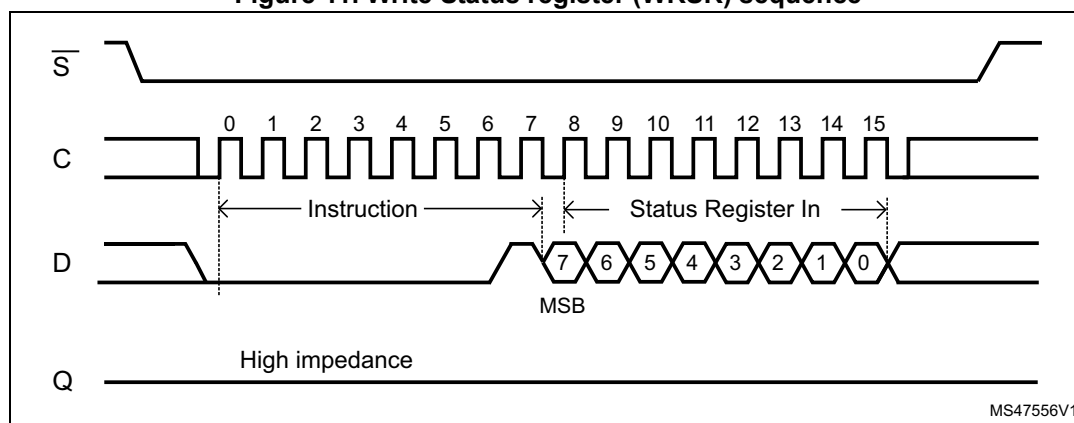 Figure 11. Write Status register (WRSR) sequence
S
0 1 2 3 4 5 6 7 8 9 10 11 12 13 14 15
C
Instruction Status Register In
D 7 6 5 4 3 2 1 0
MSB
High impedance
Q
MS47556V1